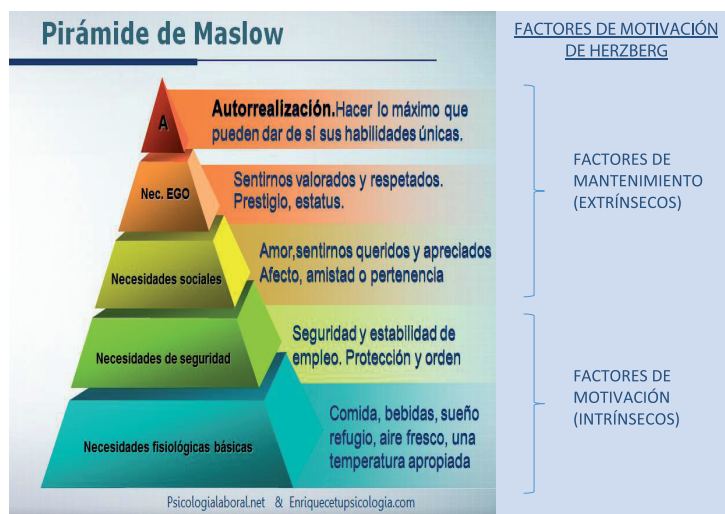 Pirámide de Maslow
A
Autorrealización.Hacer lo máximo que
pueden dar de sí sus habilidades únicas.
Nec. EGO
Sentirnos valorados y respetados.
Prestigio, estatus.
Necesidades sociales
Amor,sentirnos queridos y apreciados
Afecto, amistad o pertenencia
Necesidades de seguridad
Seguridad y estabilidad de
empleo. Protección y orden
Necesidades fisiológicas básicas
Comida, bebidas, sueño
refugio, aire fresco, una
temperatura apropiada
Psicologialaboral.net & Enriquecetupsicologia.com
FACTORES DE MOTIVACIÓN
DE HERZBERG
FACTORES DE
MANTENIMIENTO
(EXTRÍNSECOS)
FACTORES DE
MOTIVACIÓN
(INTRÍNSECOS)